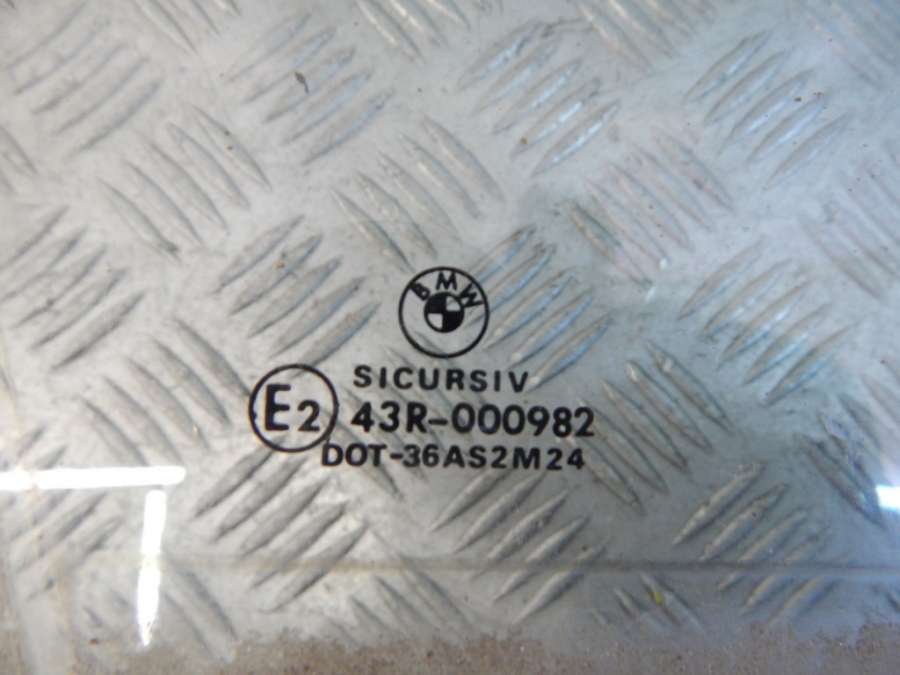 BMW
SICURSIV
E2 43R-000982
DOT-36AS2M24